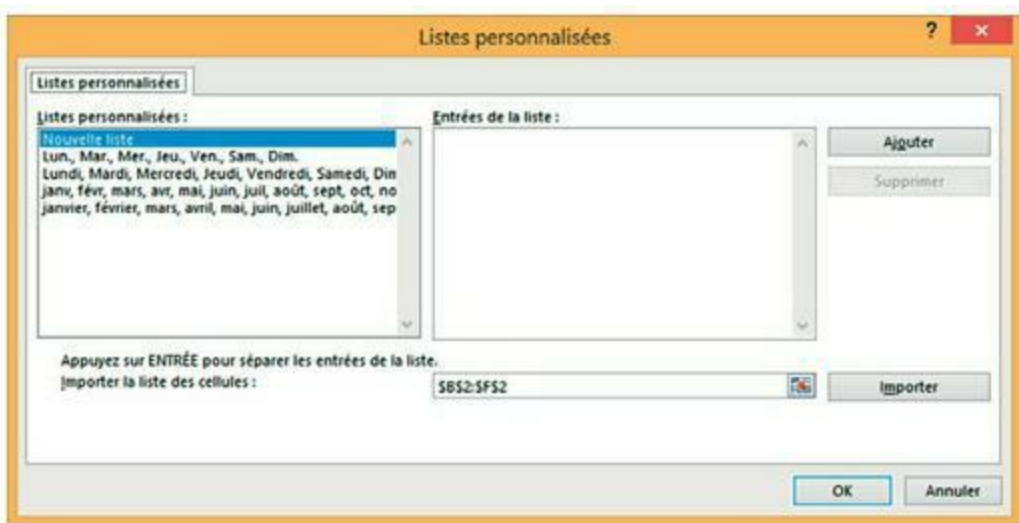 Listes personnalisées
?
Listes personnalisées
Listes personnalisées :
Entrées de la liste :
Nouvelle liste
Lun., Mar., Mer., Jeu., Ven., Sam., Dim.
Lundi, Mardi, Mercredi, Jeudi, Vendredi, Samedi, Dim
janv, févr, mars, avr, mai, juin, juil, août, sept, oct, no
janvier, février, mars, avril, mai, juin, juillet, août, sep
Ajouter
Supprimer
Appuyez sur ENTRÉE pour séparer les entrées de la liste.
Importer la liste des cellules :
$B$2:$F$2
Importer
OK
Annuler